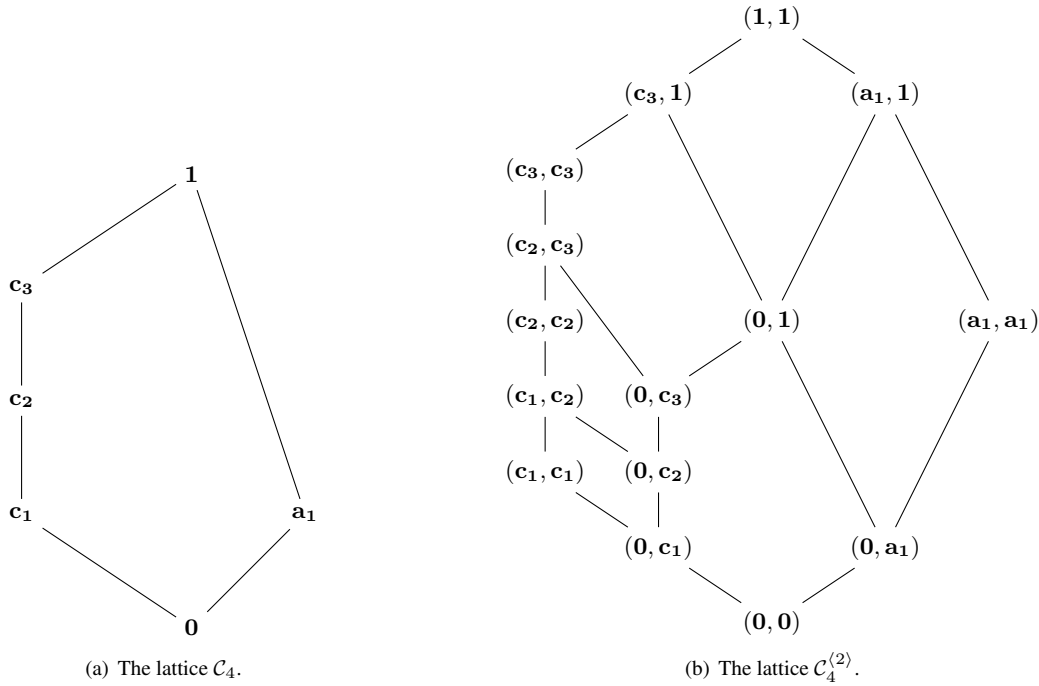 1
c₃
c₂
c₁
a₁
0
(a) The lattice 𝒞₄.
(1, 1)
(c₃, 1)
(a₁, 1)
(c₃, c₃)
(c₂, c₃)
(c₂, c₂)
(0, 1)
(a₁, a₁)
(c₁, c₂)
(0, c₃)
(c₁, c₁)
(0, c₂)
(0, c₁)
(0, a₁)
(0, 0)
(b) The lattice 𝒞₄⟨²⟩.